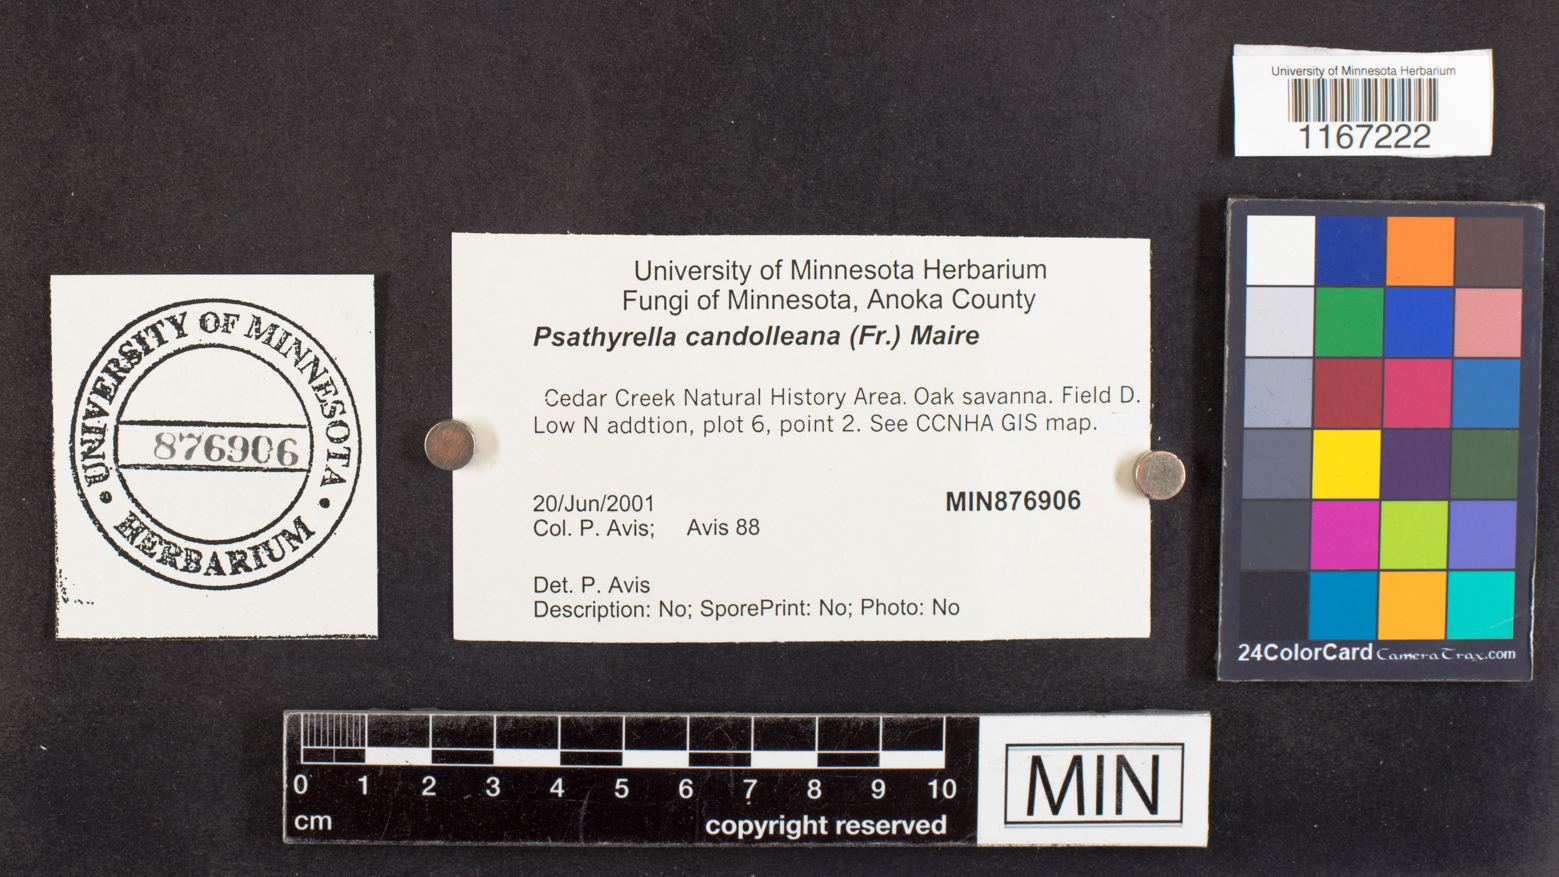 University of Minnesota Herbarium
1167222
University of Minnesota Herbarium
Fungi of Minnesota, Anoka County
Psathyrella candolleana (Fr.) Maire
Cedar Creek Natural History Area. Oak savanna. Field D.
Low N addtion, plot 6, point 2. See CCNHA GIS map.
20/Jun/2001
MIN876906
Col. P. Avis; Avis 88
Det. P. Avis
Description: No; SporePrint: No; Photo: No
UNIVERSITY OF MINNESOTA
876906
HERBARIUM
24ColorCard CameraTrax.com
0 1 2 3 4 5 6 7 8 9 10
cm
copyright reserved
MIN